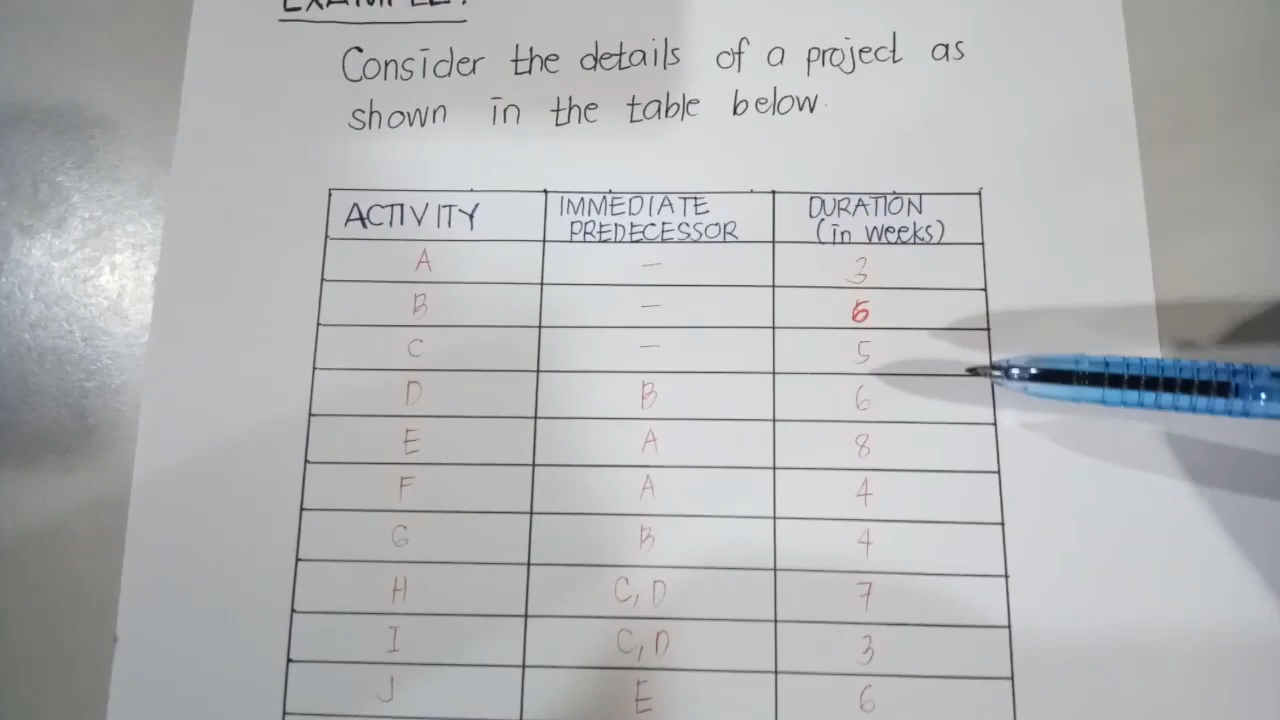 EXAMPLE:
Consider the details of a project as
shown in the table below.
ACTIVITY IMMEDIATE PREDECESSOR DURATION (in weeks)
A – 3
B –
C – 5
D B 6
E A 8
F A 4
G B 4
H C, D 7
I C, D 3
J E 6